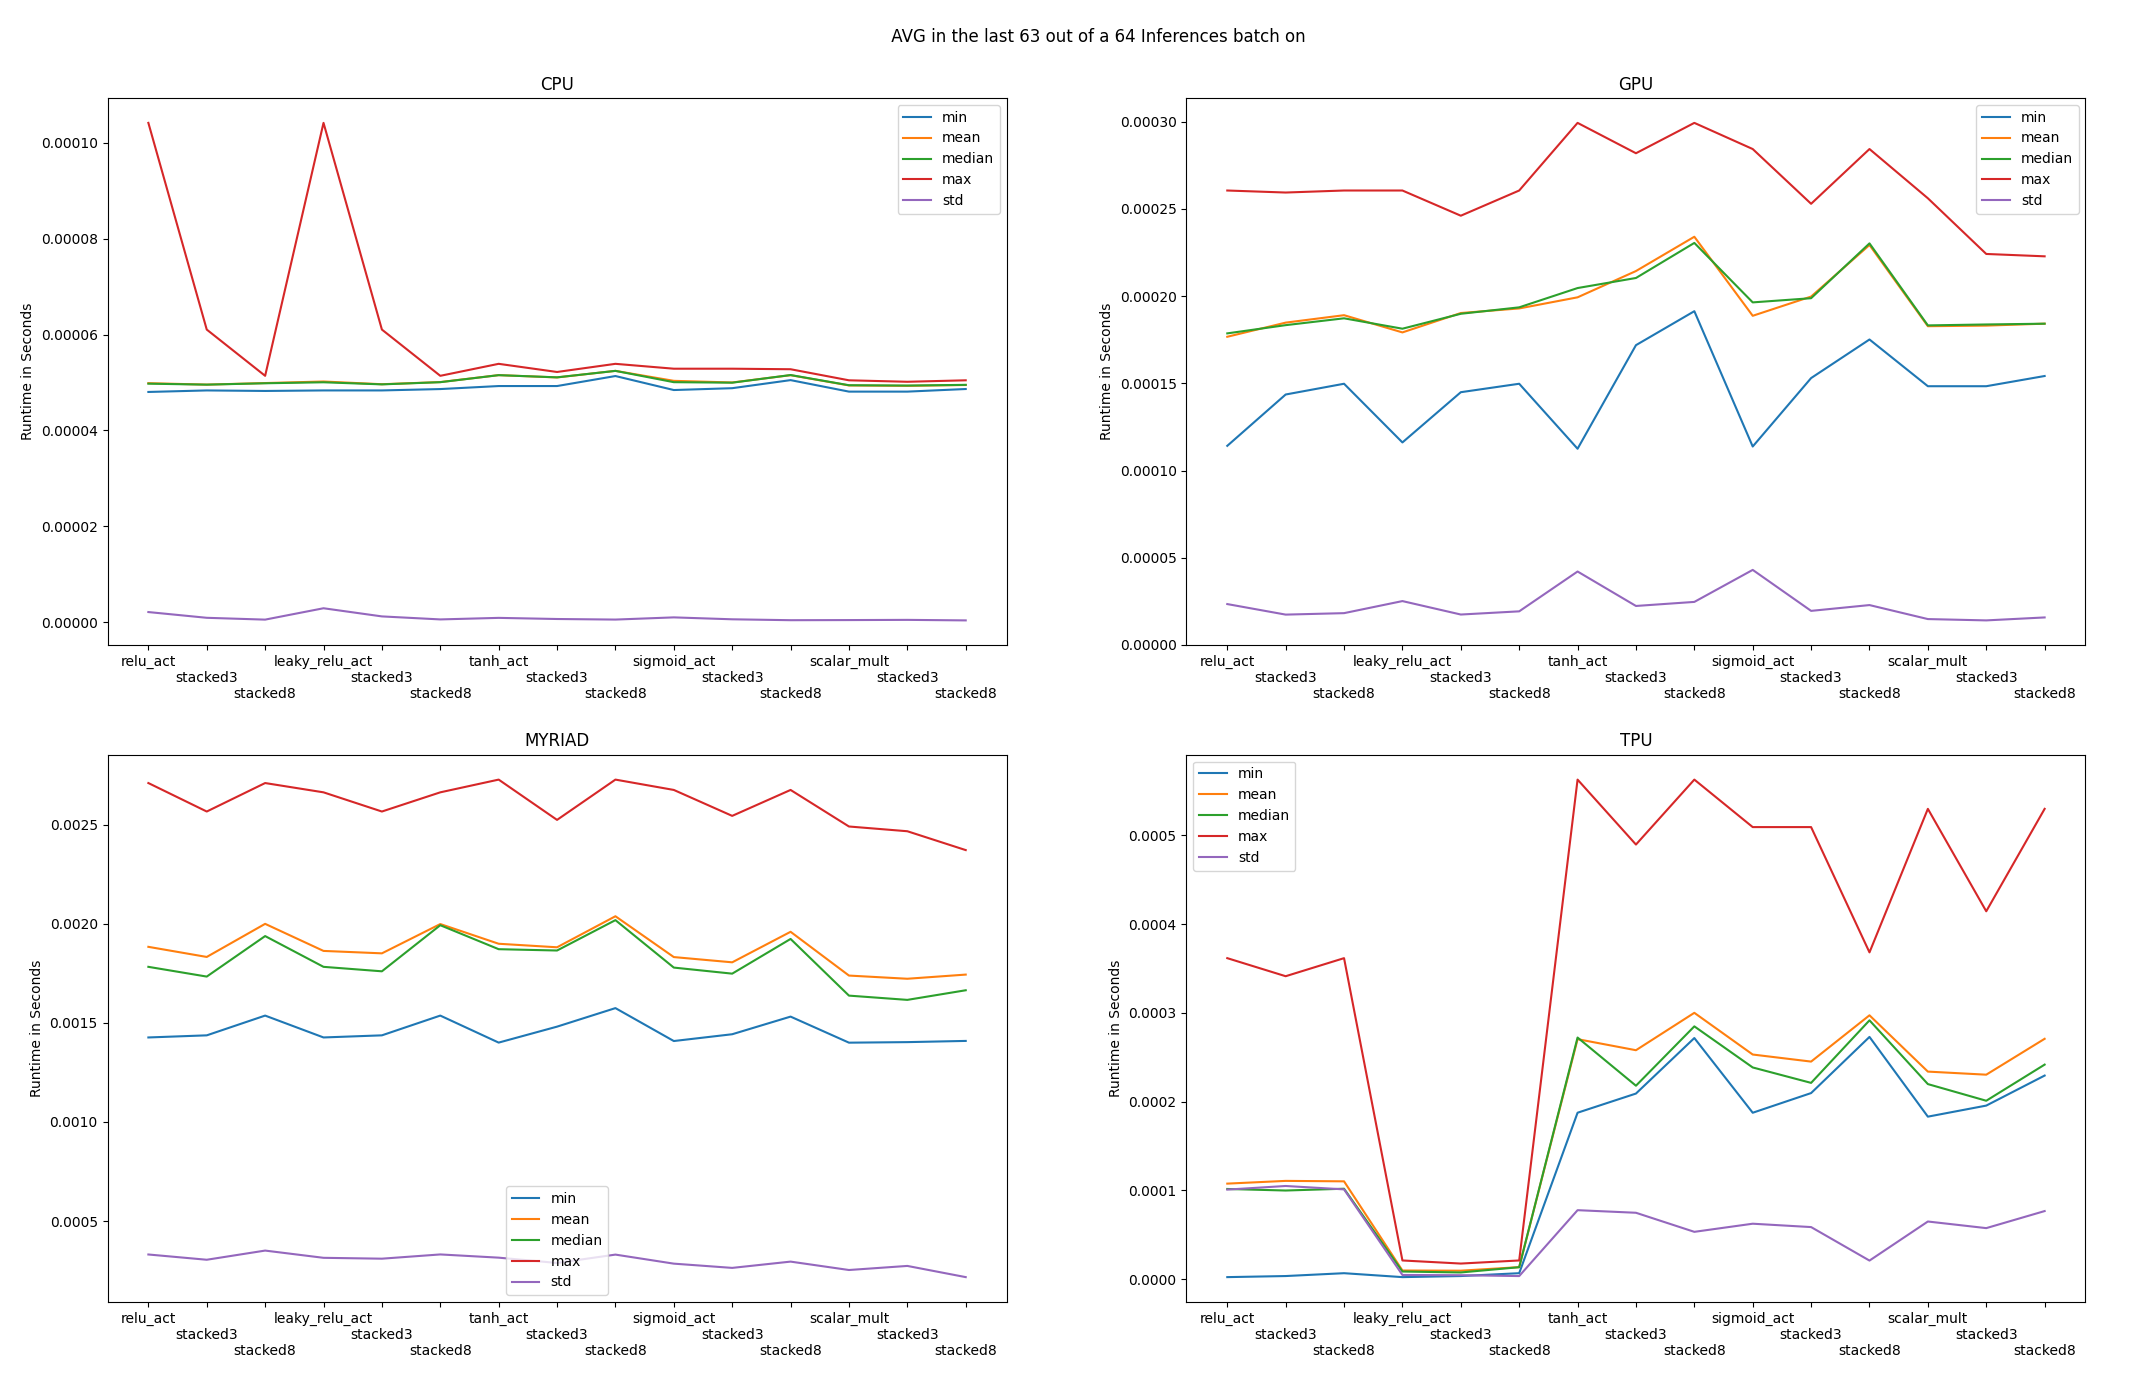 AVG in the last 63 out of a 64 Inferences batch on
CPU
Runtime in Seconds
0.00010
0.00008
0.00006
0.00004
0.00002
0.00000
min
mean
median
max
std
relu_act leaky_relu_act tanh_act sigmoid_act scalar_mult
stacked3 stacked3 stacked3 stacked3 stacked3
stacked8 stacked8 stacked8 stacked8 stacked8
GPU
Runtime in Seconds
0.00030
0.00025
0.00020
0.00015
0.00010
0.00005
0.00000
min
mean
median
max
std
relu_act leaky_relu_act tanh_act sigmoid_act scalar_mult
stacked3 stacked3 stacked3 stacked3 stacked3
stacked8 stacked8 stacked8 stacked8 stacked8
MYRIAD
Runtime in Seconds
0.0025
0.0020
0.0015
0.0010
0.0005
min
mean
median
max
std
relu_act leaky_relu_act tanh_act sigmoid_act scalar_mult
stacked3 stacked3 stacked3 stacked3 stacked3
stacked8 stacked8 stacked8 stacked8 stacked8
TPU
Runtime in Seconds
0.0005
0.0004
0.0003
0.0002
0.0001
0.0000
min
mean
median
max
std
relu_act leaky_relu_act tanh_act sigmoid_act scalar_mult
stacked3 stacked3 stacked3 stacked3 stacked3
stacked8 stacked8 stacked8 stacked8 stacked8